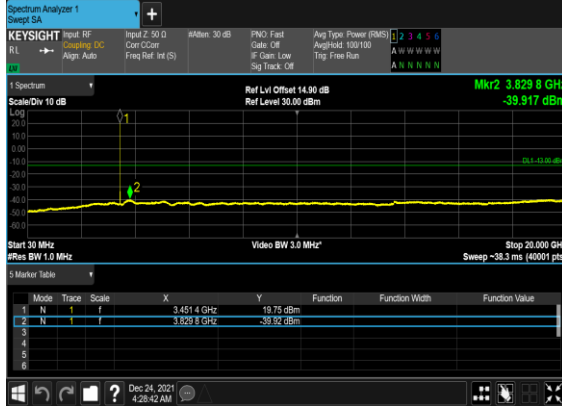 Spectrum Analyzer 1
Swept SA
KEYSIGHT Input: RF Input Z: 50 Ω #Atten: 30 dB PNO: Fast Avg Type: Power (RMS) 1 2 3 4 5 6
RL Coupling: DC Corr CCorr Gate: Off Avg|Hold: 100/100 A W W W W W
Align: Auto Freq Ref: Int (S) IF Gain: Low Trig: Free Run
Sig Track: Off A N N N N N
1 Spectrum
Scale/Div 10 dB
Ref Lvl Offset 14.90 dB
Ref Level 30.00 dBm
Mkr2 3.829 8 GHz
-39.917 dBm
Log
20.0
10.0
0.00
-10.0
-20.0
-30.0
-40.0
-50.0
-60.0
1
2
DL1 -13.00 dBm
Start 30 MHz Video BW 3.0 MHz* Stop 20.000 GHz
#Res BW 1.0 MHz Sweep ~38.3 ms (40001 pts)
5 Marker Table
Mode Trace Scale X Y Function Function Width Function Value
1 N 1 f 3.451 4 GHz 19.75 dBm
2 N 1 f 3.829 8 GHz -39.92 dBm
3
4
5
6
? Dec 24, 2021
4:28:42 AM